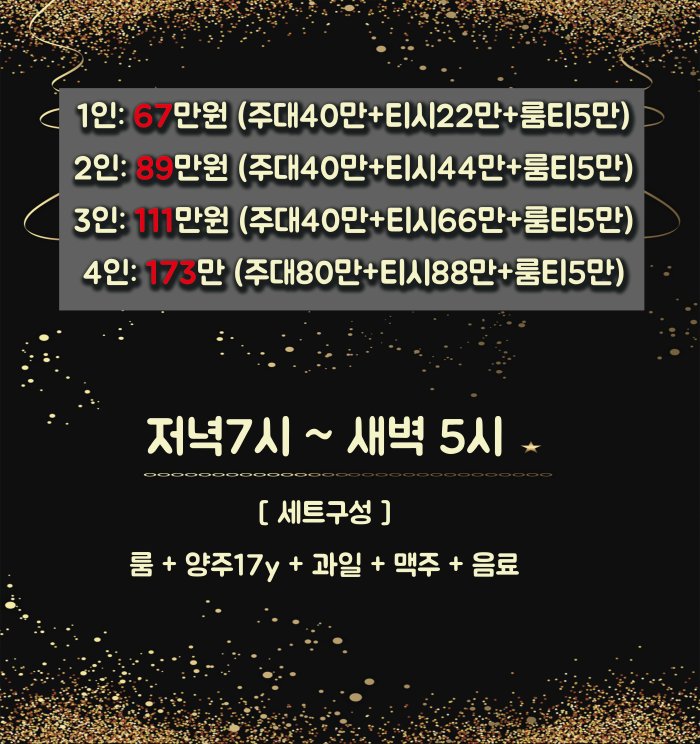 1인: 67만원 (주대40만+티시22만+룸티5만)
2인: 89만원 (주대40만+티시44만+룸티5만)
3인: 111만원 (주대40만+티시66만+룸티5만)
4인: 173만 (주대80만+티시88만+룸티5만)
저녁7시 ~ 새벽 5시
[ 세트구성 ]
룸 + 양주17y + 과일 + 맥주 + 음료